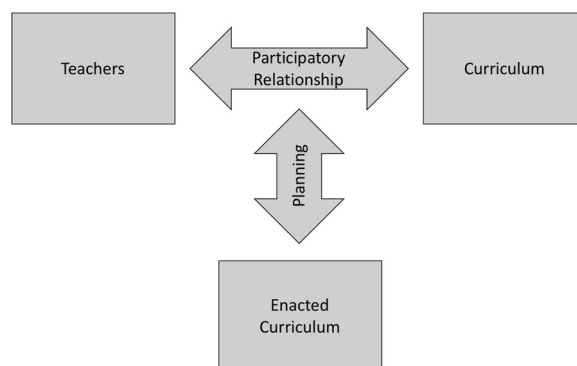 Teachers
Participatory
Relationship
Curriculum
Planning
Enacted
Curriculum